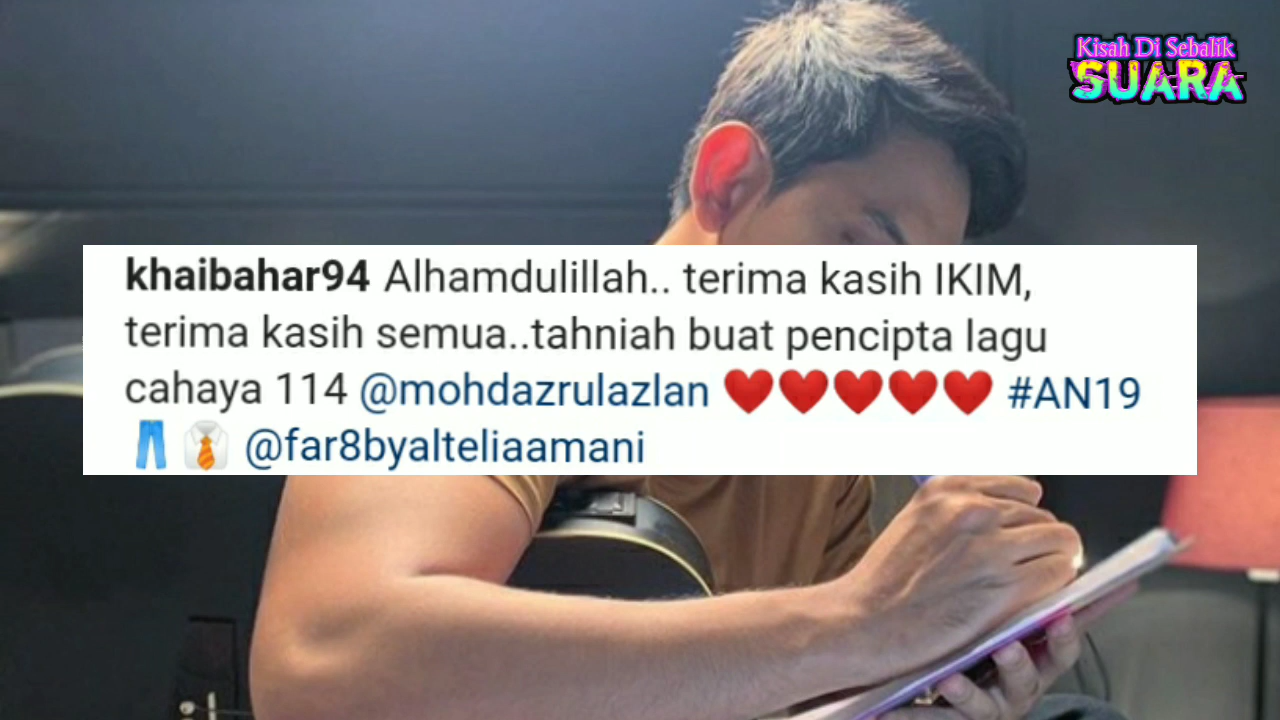 Kisah Di Sebalik
SUARA
khaibahar94 Alhamdulillah.. terima kasih IKIM,
terima kasih semua..tahniah buat pencipta lagu
cahaya 114 @mohdazrulazlan ❤️❤️❤️❤️❤️ #AN19
👖👔 @far8byalteliaamani